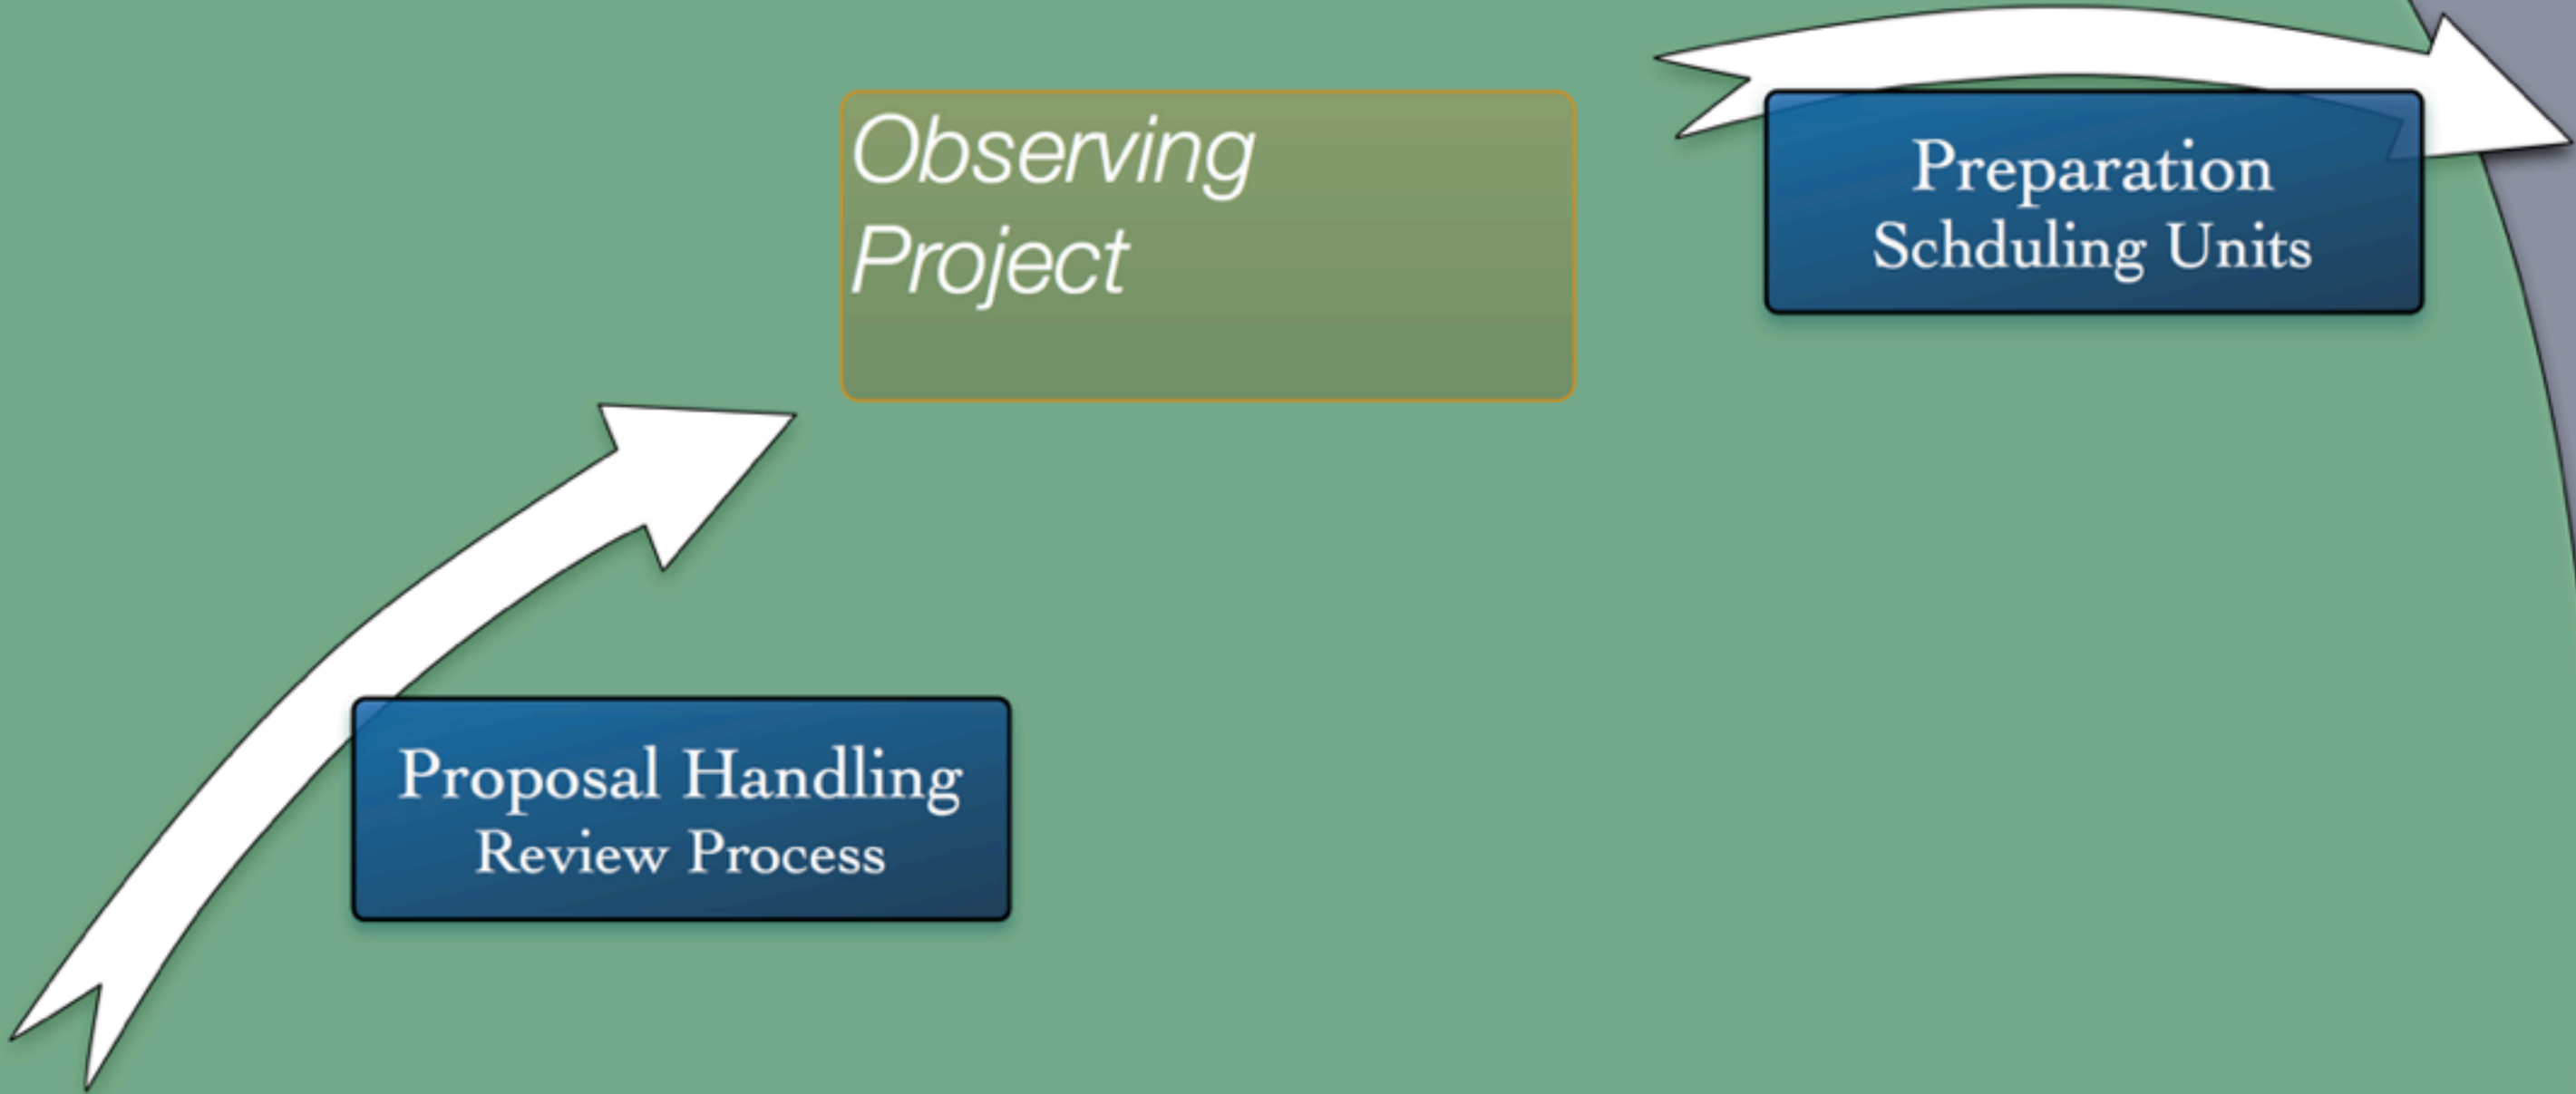 Observing
Project
Preparation
Schduling Units
Proposal Handling
Review Process